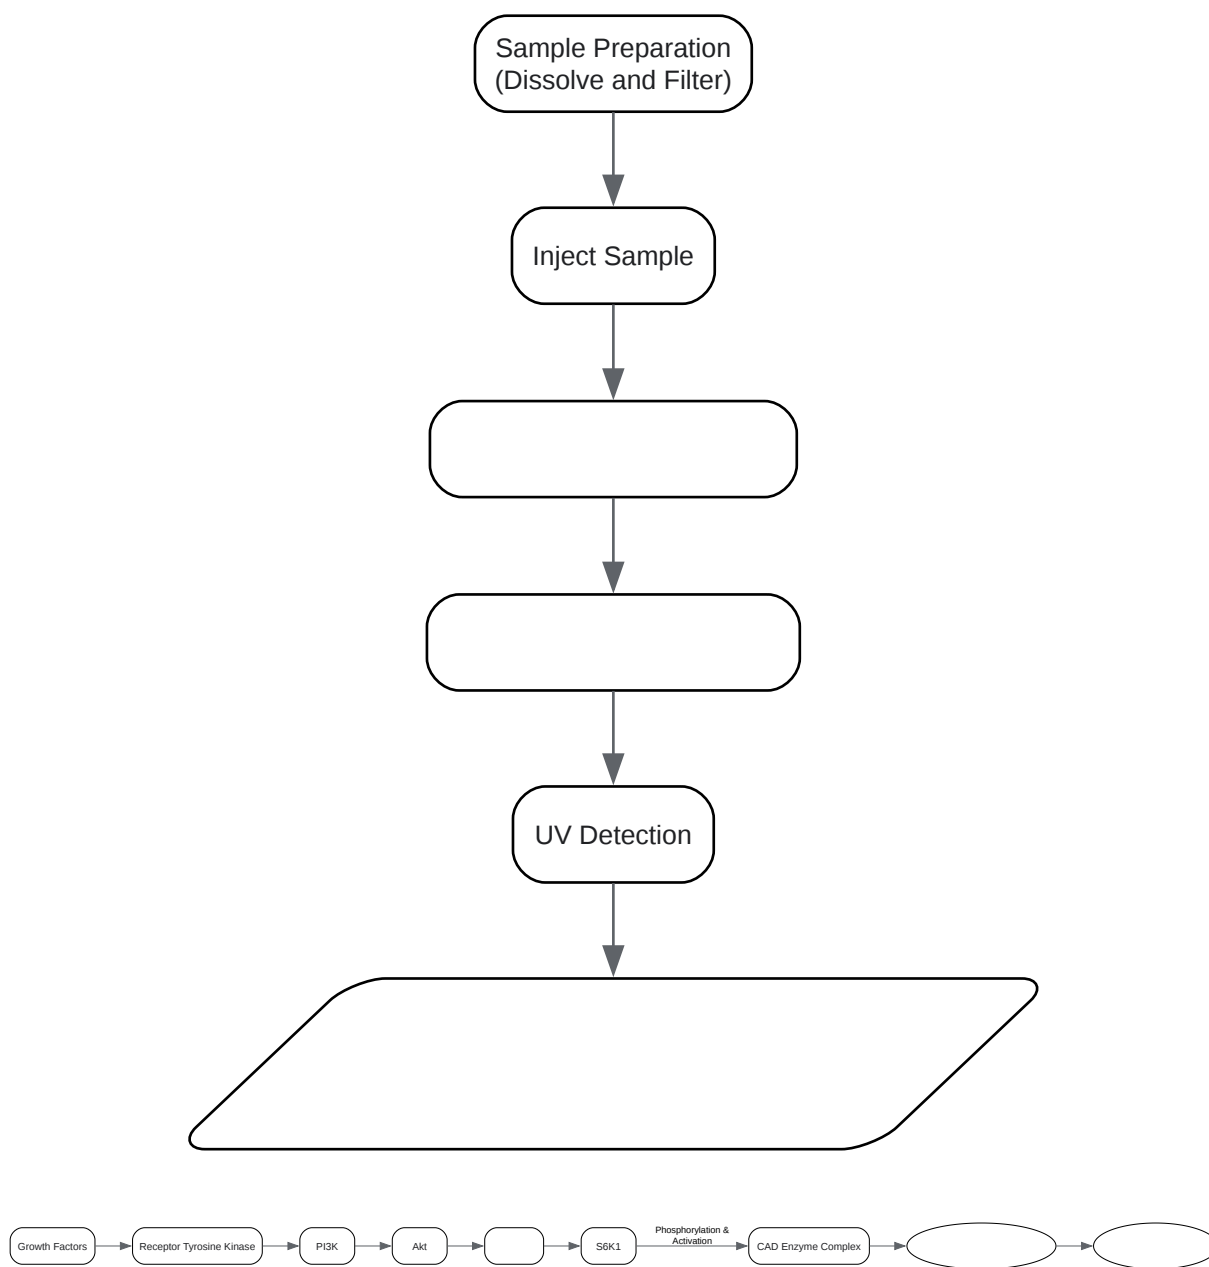 Sample Preparation
(Dissolve and Filter)
Inject Sample
UV Detection
Growth Factors
Receptor Tyrosine Kinase
PI3K
Akt
S6K1
Phosphorylation &
Activation
CAD Enzyme Complex